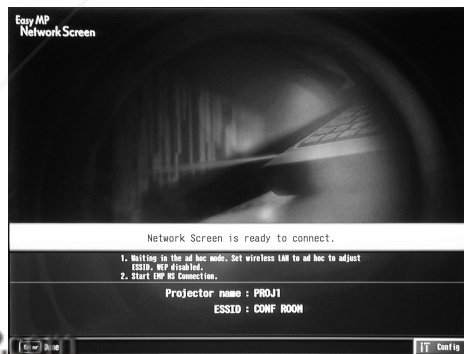 Easy MP
Network Screen
Network Screen is ready to connect.
1. Waiting in the ad hoc mode. Set wireless LAN to ad hoc to adjust
ESSID. WEP disabled.
2. Start EMP NS Connection.
Projector name : PROJ1
ESSID : CONF ROOM
Enter Done
Config